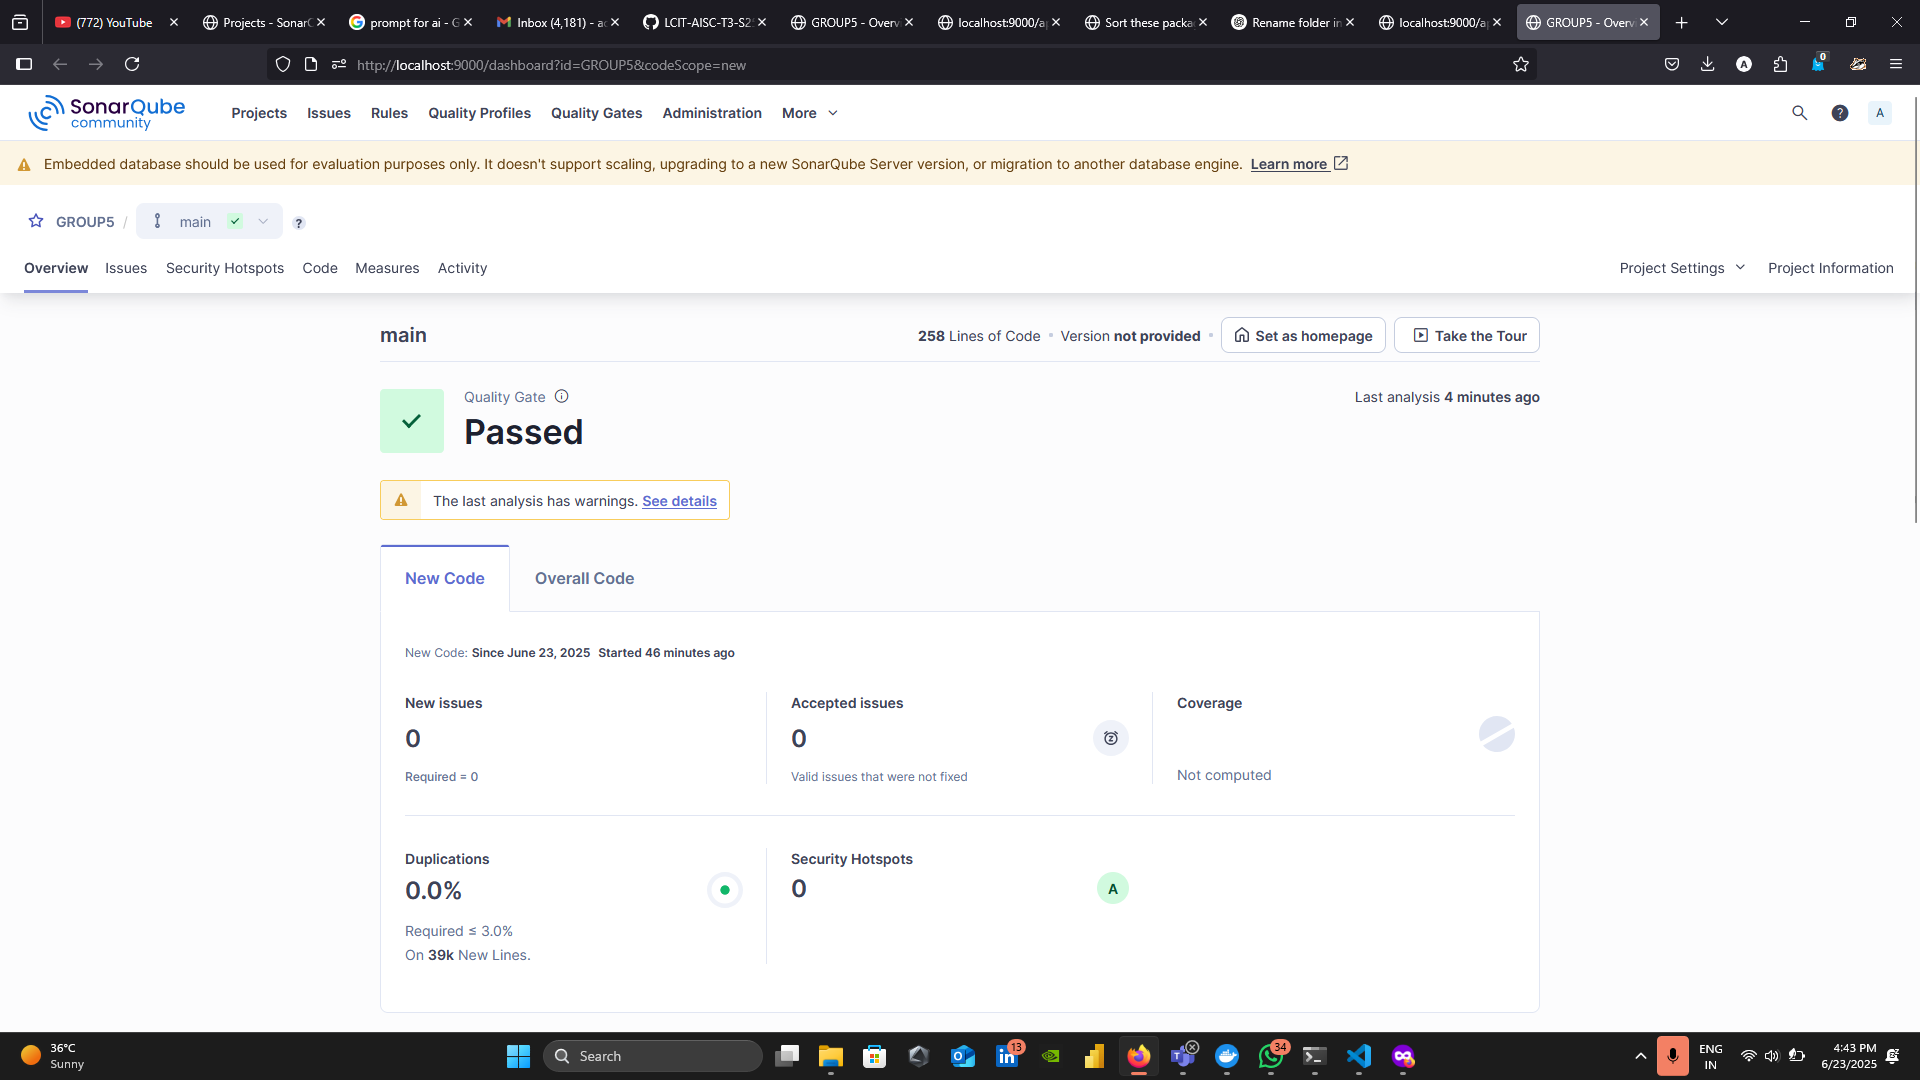 (772) YouTube
Projects - SonarQ
prompt for ai - G
Inbox (4,181) - a
LCIT-AISC-T3-S2
GROUP5 - Overv
localhost:9000/a
Sort these packa
Rename folder in
localhost:9000/a
GROUP5 - Overv
http://localhost:9000/dashboard?id=GROUP5&codeScope=new
A
0
SonarQube
community
Projects
Issues
Rules
Quality Profiles
Quality Gates
Administration
More
?
A
Embedded database should be used for evaluation purposes only. It doesn't support scaling, upgrading to a new SonarQube Server version, or migration to another database engine. Learn more
GROUP5 / main
?
Overview
Issues
Security Hotspots
Code
Measures
Activity
Project Settings
Project Information
main
258 Lines of Code • Version not provided •
Set as homepage
Take the Tour
Quality Gate
Passed
Last analysis 4 minutes ago
The last analysis has warnings. See details
New Code
Overall Code
New Code: Since June 23, 2025 Started 46 minutes ago
New issues
0
Required = 0
Accepted issues
0
Valid issues that were not fixed
Coverage
Not computed
Duplications
0.0%
Required ≤ 3.0%
On 39k New Lines.
Security Hotspots
0
A
36°C
Sunny
Search
13
34
ENG
IN
4:43 PM
6/23/2025